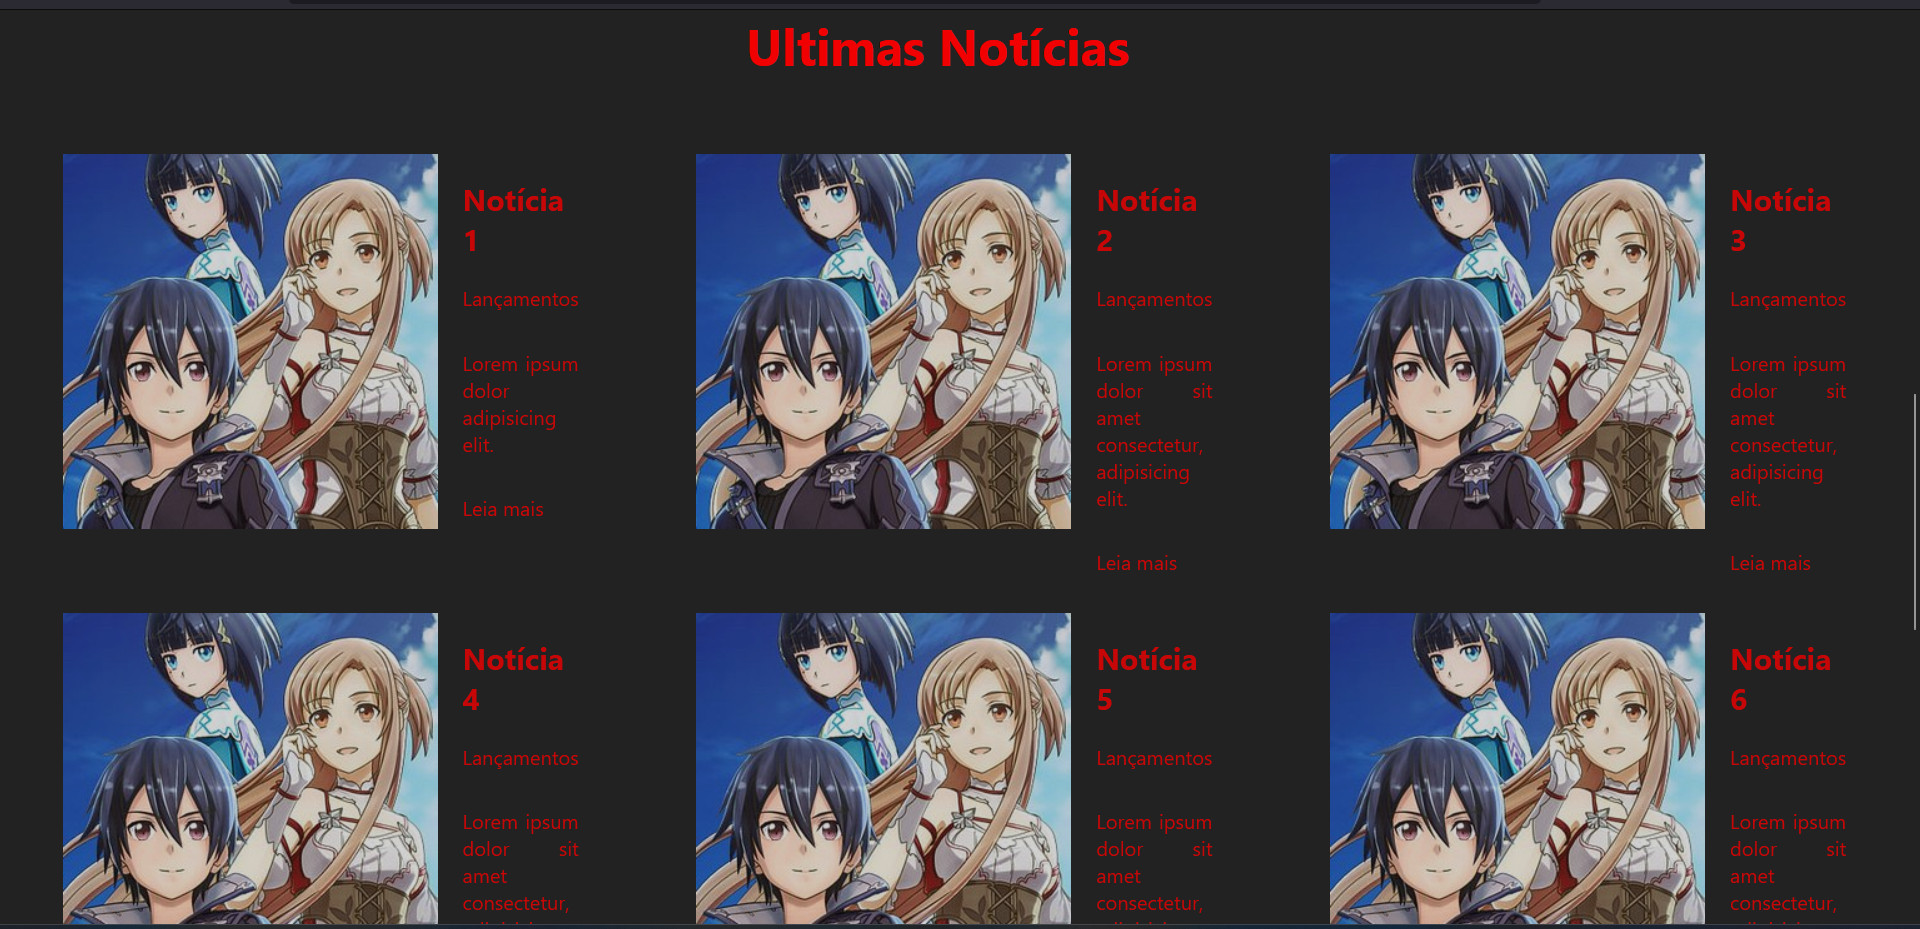 Ultimas Notícias
Notícia
1
Lançamentos
Lorem ipsum
dolor
adipisicing
elit.
Leia mais
Notícia
2
Lançamentos
Lorem ipsum
dolor sit
amet
consectetur,
adipisicing
elit.
Leia mais
Notícia
3
Lançamentos
Lorem ipsum
dolor sit
amet
consectetur,
adipisicing
elit.
Leia mais
Notícia
4
Lançamentos
Lorem ipsum
dolor sit
amet
consectetur,
Notícia
5
Lançamentos
Lorem ipsum
dolor sit
amet
consectetur,
Notícia
6
Lançamentos
Lorem ipsum
dolor sit
amet
consectetur,